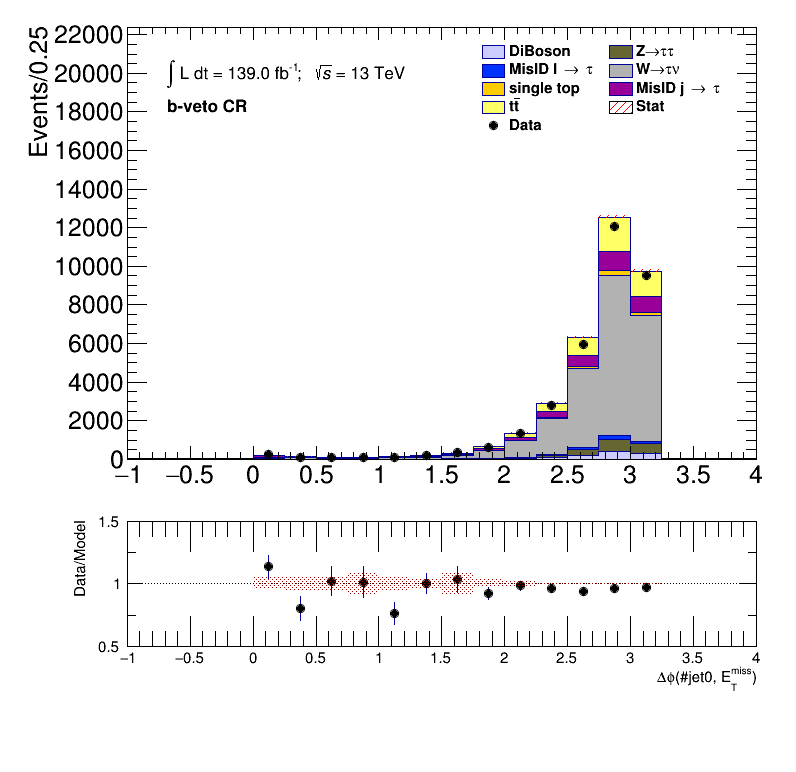 Events/0.25
22000
20000
18000
16000
14000
12000
10000
8000
6000
4000
2000
0
−1 −0.5 0 0.5 1 1.5 2 2.5 3 3.5 4
∫ L dt = 139.0 fb⁻¹; √s = 13 TeV
b-veto CR
DiBoson
MisID l → τ
single top
tt̄
Data
Z→ττ
W→τν
MisID j → τ
Stat
Data/Model
1.5
1
0.5
−1 −0.5 0 0.5 1 1.5 2 2.5 3 3.5 4
Δϕ(#jet0, E_T^miss)